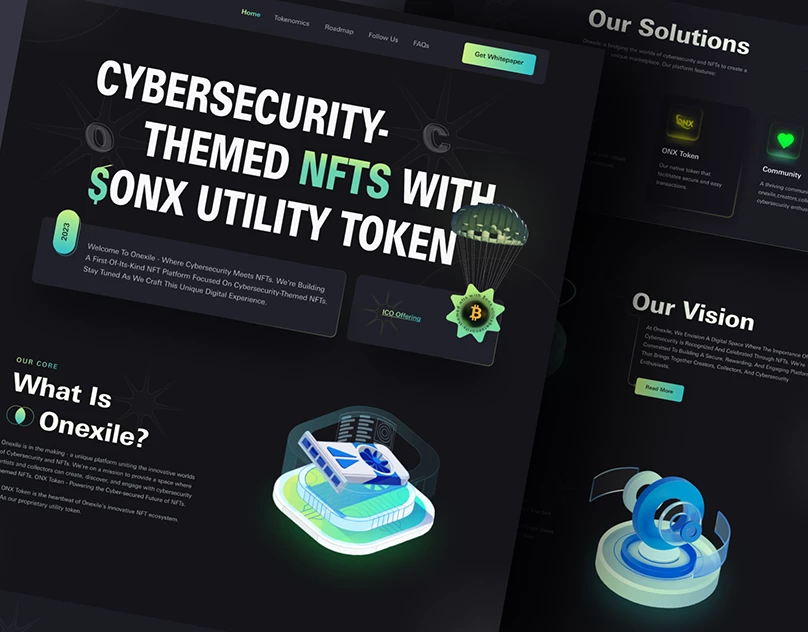 Home
Tokenomics
Roadmap
Follow Us
FAQs
Get Whitepaper
CYBERSECURITY-
THEMED NFTS WITH
$ONX UTILITY TOKEN
2023
Welcome To Onexile - Where Cybersecurity Meets NFTs. We're Building
A First-Of-Its-Kind NFT Platform Focused On Cybersecurity-Themed NFTs.
Stay Tuned As We Craft This Unique Digital Experience.
ICO Offering
OUR CORE
What Is
Onexile?
Onexile is in the making - a unique platform uniting the innovative worlds
of Cybersecurity and NFTs. We're on a mission to provide a space where
artists and collectors can create, discover, and engage with cybersecurity
themed NFTs. ONX Token - Powering the Cyber-secured Future of NFTs.
ONX Token is the heartbeat of Onexile's innovative NFT ecosystem.
As our proprietary utility token.
Our Solutions
Onexile is bridging the worlds of cybersecurity and NFTs to create a
unique marketplace. Our platform features:
ONX
ONX Token
Our native token that
facilitates secure and easy
transactions.
Community
A thriving
Our Vision
At Onexile, We Envision A Digital Space Where The Importance Of
Cybersecurity Is Recognized And Celebrated Through NFTs. We're
Committed To Building A Secure, Rewarding, And Engaging Platform
That Brings Together Creators, Collectors, And Cybersecurity
Enthusiasts.
Read More